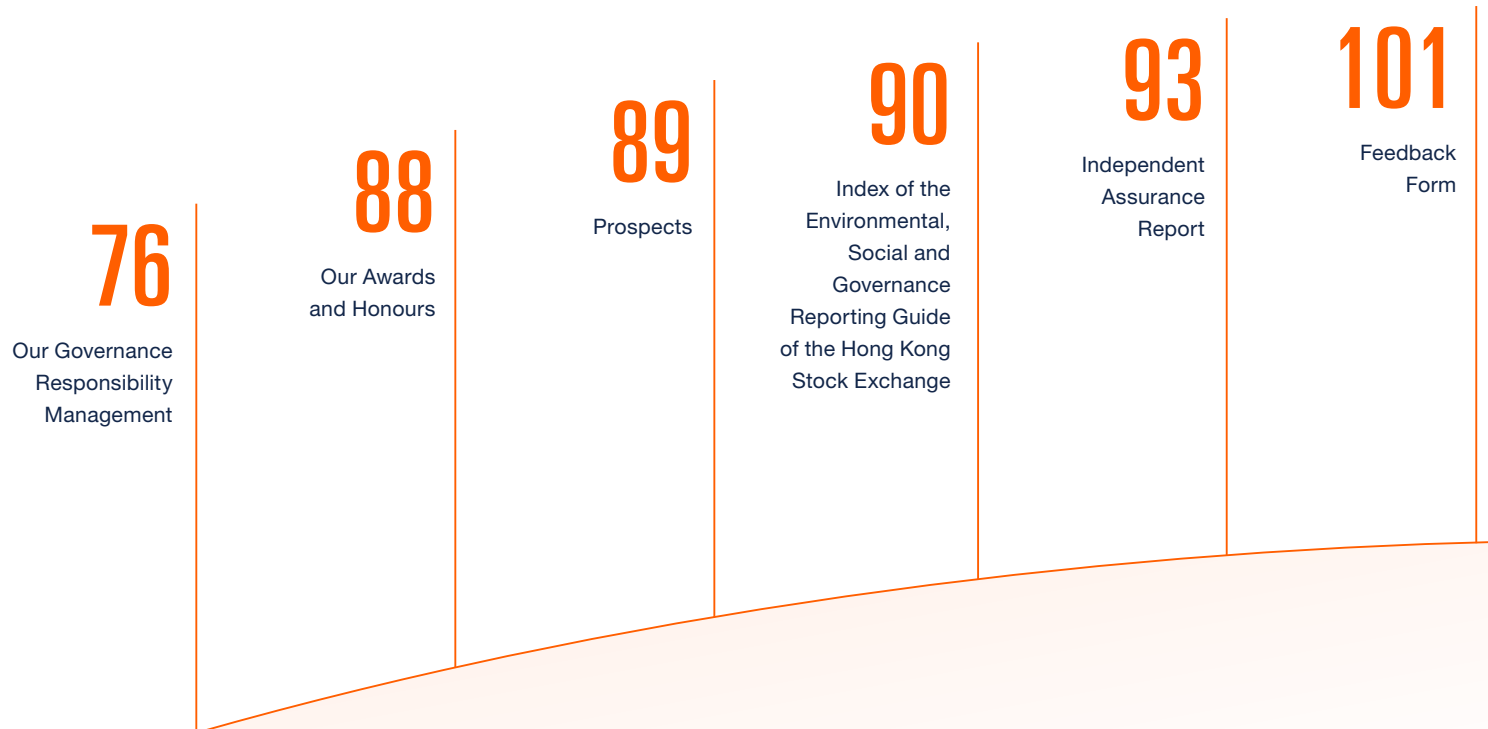 76
Our Governance
Responsibility
Management
88
Our Awards
and Honours
89
Prospects
90
Index of the
Environmental,
Social and
Governance
Reporting Guide
of the Hong Kong
Stock Exchange
93
Independent
Assurance
Report
101
Feedback
Form